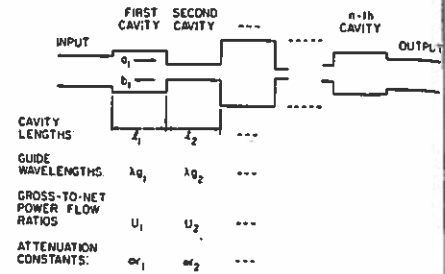 FIRST CAVITY
SECOND CAVITY
n-th CAVITY
INPUT
OUTPUT
a₁
b₁
CAVITY LENGTHS: ℓ₁ ℓ₂ ---
GUIDE WAVELENGTHS: λg₁ λg₂ ---
GROSS-TO-NET POWER FLOW RATIOS U₁ U₂ ---
ATTENUATION CONSTANTS: α₁ α₂ ---